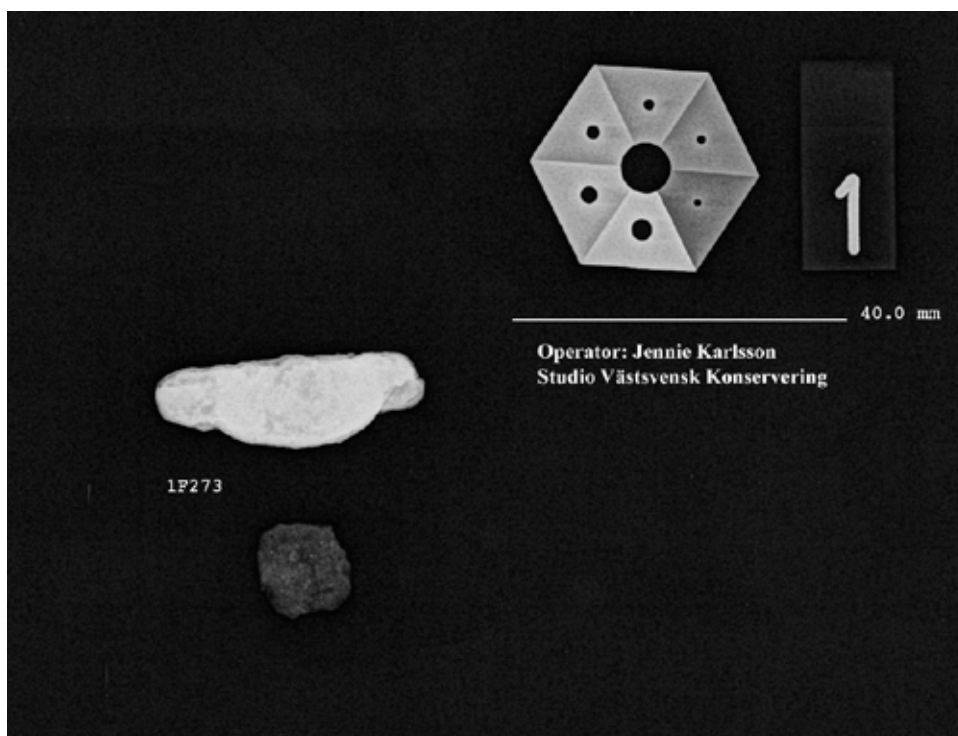 1
40.0 mm
Operator: Jennie Karlsson
Studio Västsvensk Konservering
1F273